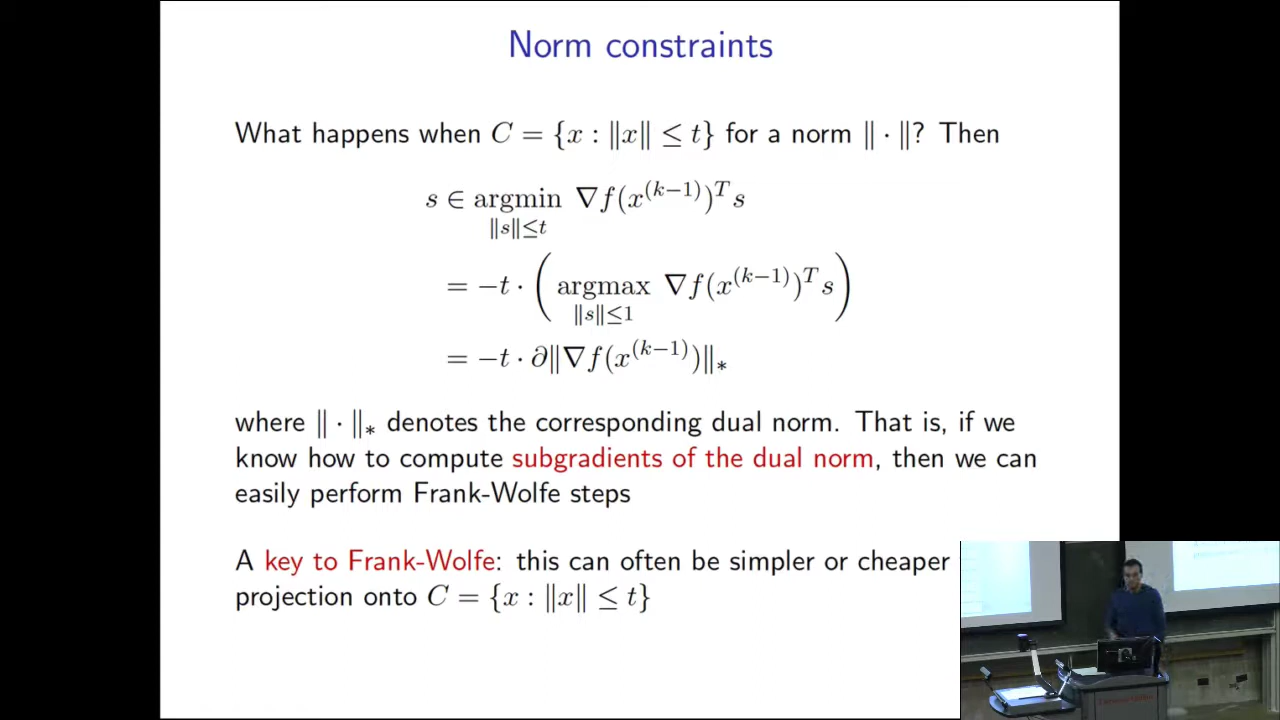 Norm constraints
What happens when C = {x : ‖x‖ ≤ t} for a norm ‖ · ‖? Then
s ∈ argmin ∇f(x^(k−1))^T s
‖s‖≤t
= −t · ( argmax ∇f(x^(k−1))^T s )
‖s‖≤1
= −t · ∂‖∇f(x^(k−1))‖_*
where ‖ · ‖_* denotes the corresponding dual norm. That is, if we
know how to compute subgradients of the dual norm, then we can
easily perform Frank-Wolfe steps
A key to Frank-Wolfe: this can often be simpler or cheaper
projection onto C = {x : ‖x‖ ≤ t}